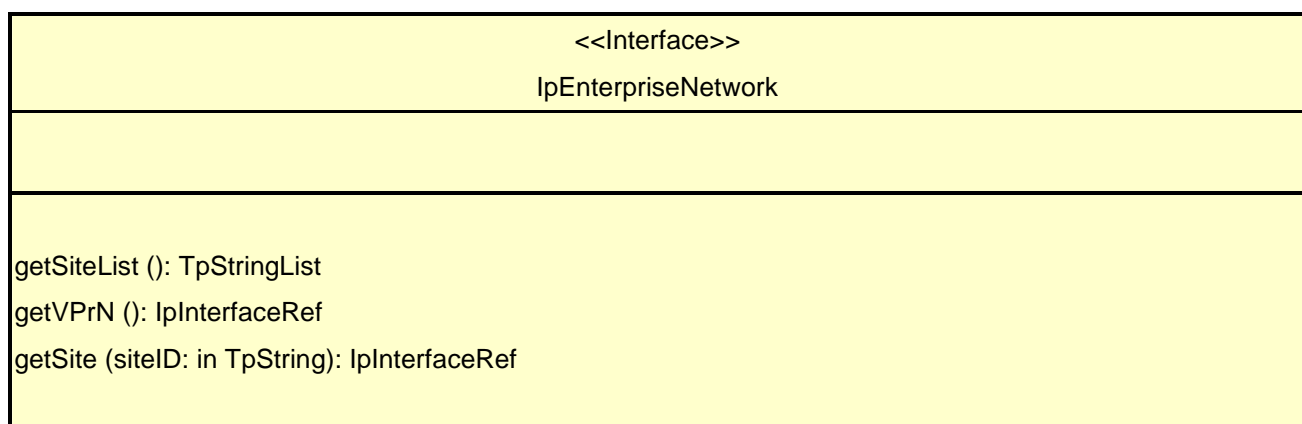 <<Interface>>
IpEnterpriseNetwork
getSiteList (): TpStringList
getVPrN (): IpInterfaceRef
getSite (siteID: in TpString): IpInterfaceRef